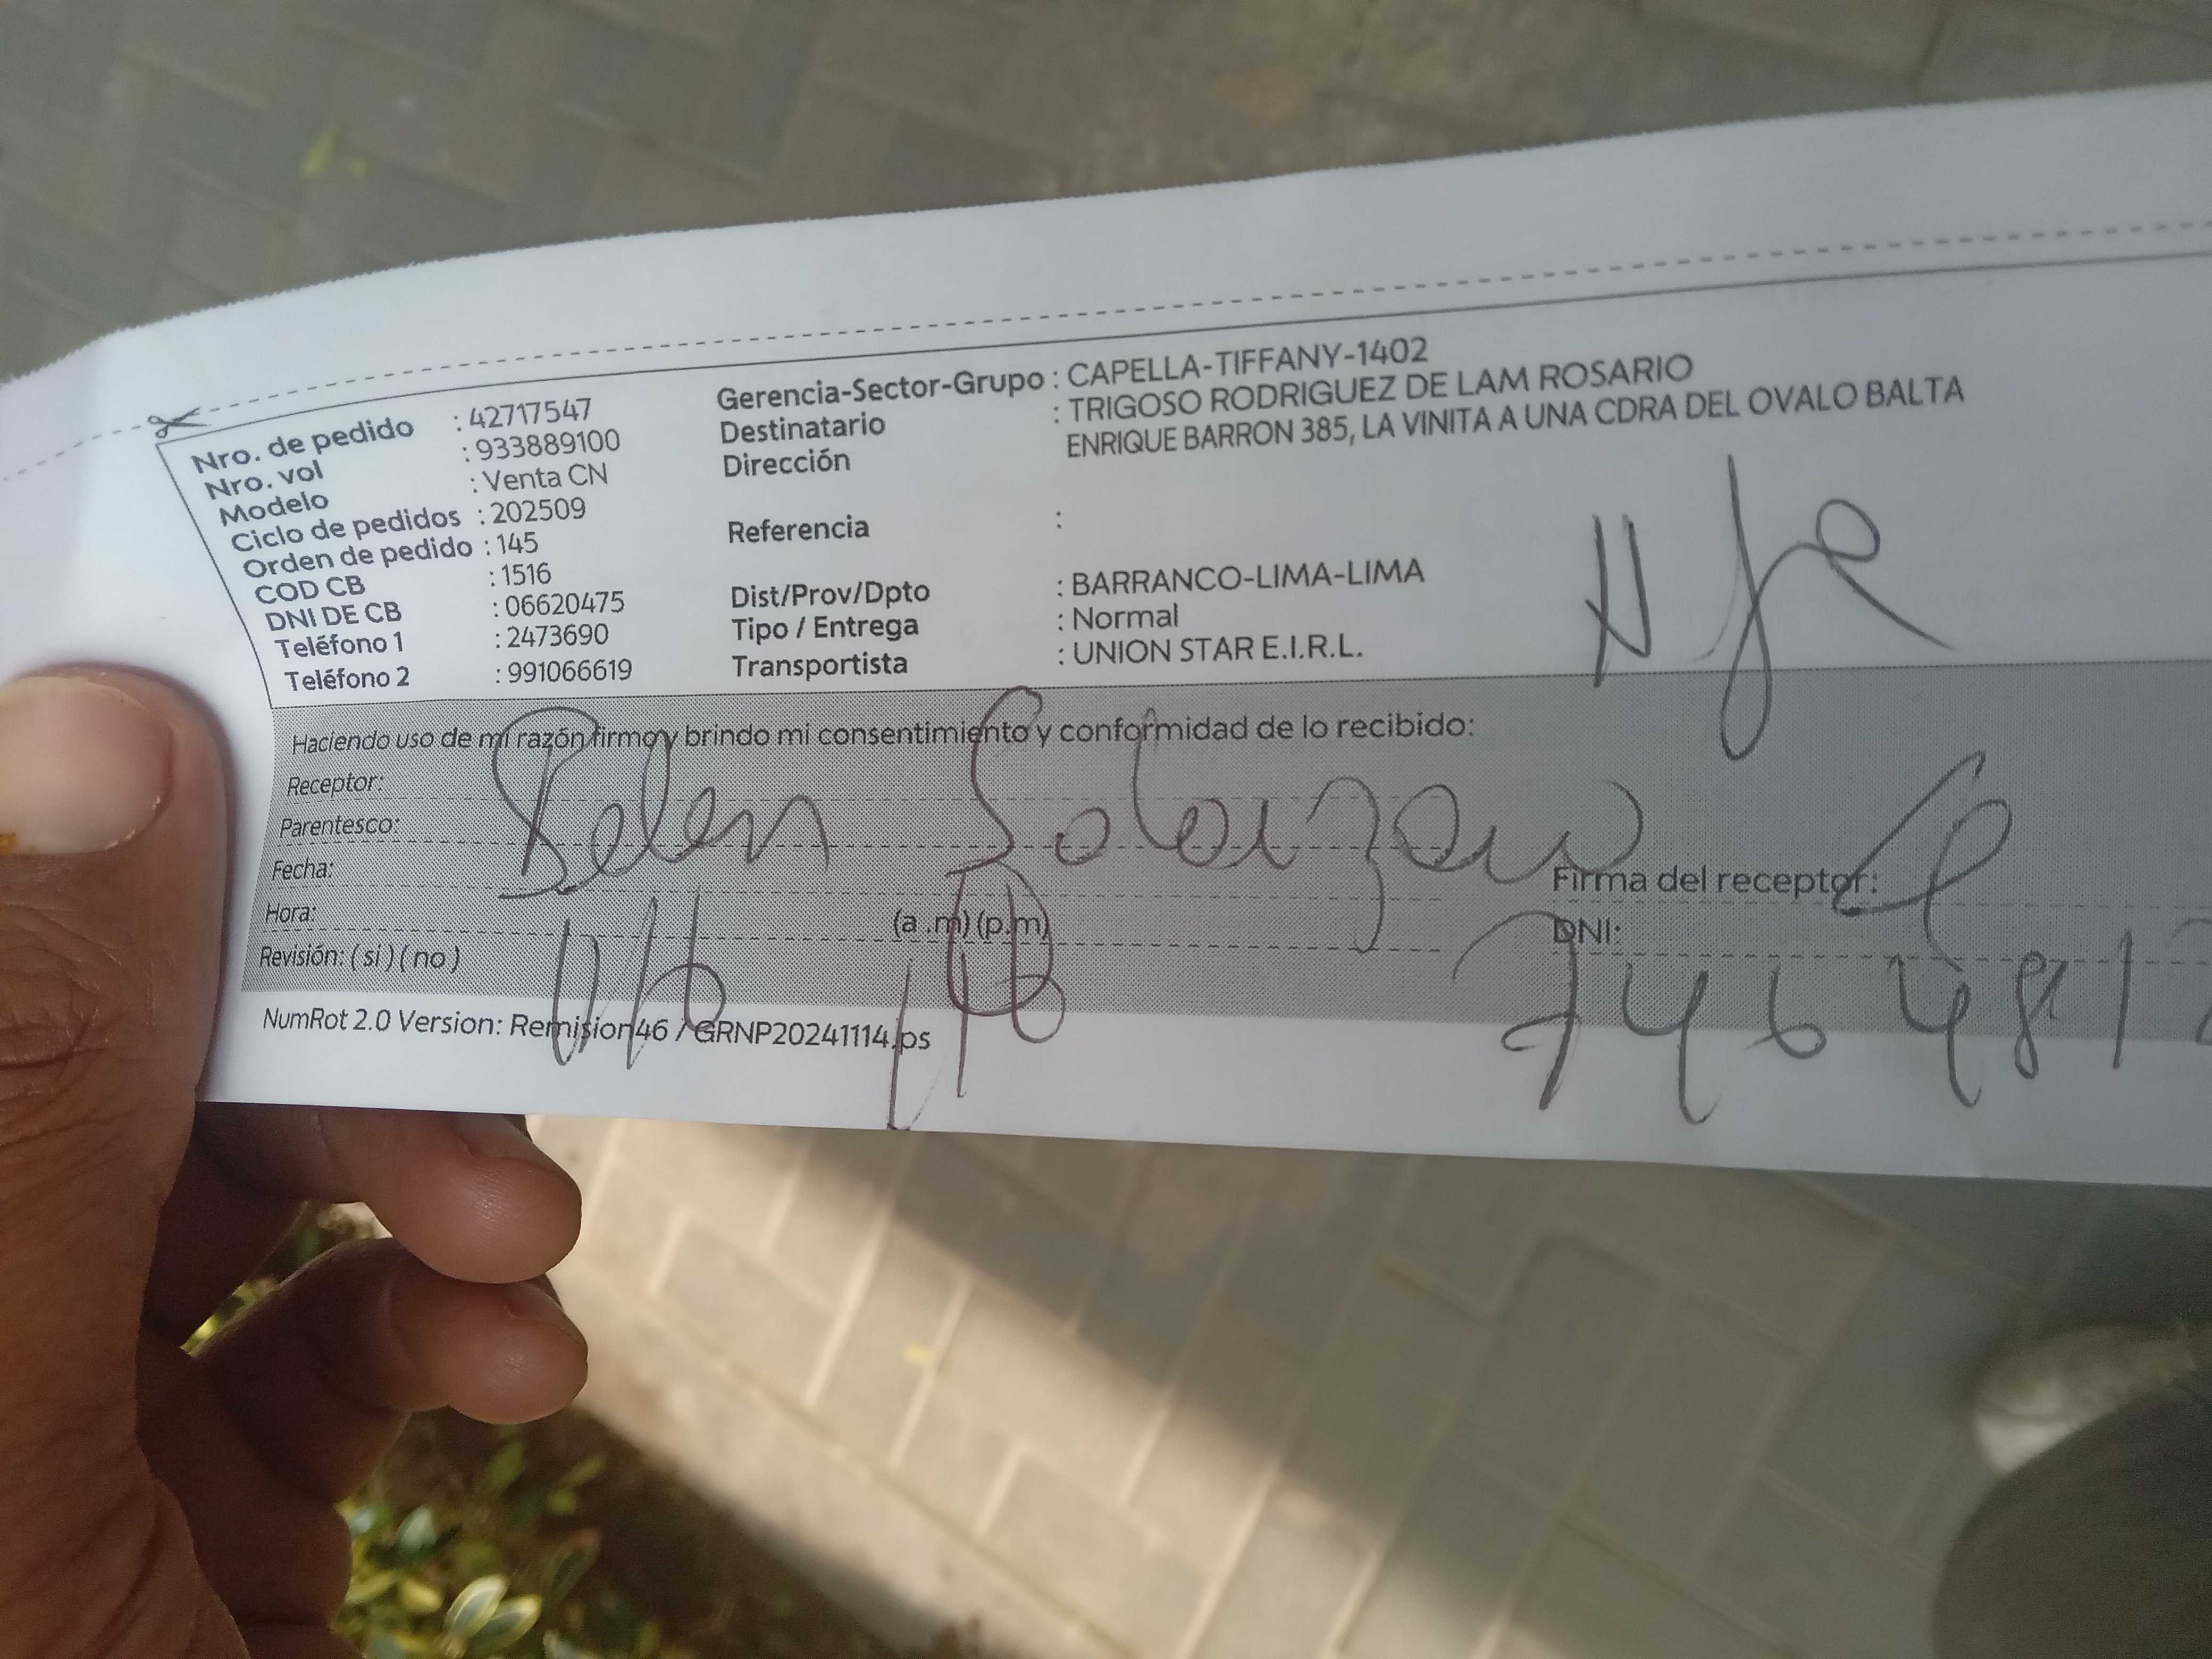 Nro. de pedido : 42717547
Nro. vol : 933889100
Modelo : Venta CN
Ciclo de pedidos : 202509
Orden de pedido : 145
COD CB : 1516
DNI DE CB : 06620475
Teléfono 1 : 2473690
Teléfono 2 : 991066619
Gerencia-Sector-Grupo : CAPELLA-TIFFANY-1402
Destinatario : TRIGOSO RODRIGUEZ DE LAM ROSARIO
Dirección ENRIQUE BARRON 385, LA VINITA A UNA CDRA DEL OVALO BALTA
Referencia :
Dist/Prov/Dpto : BARRANCO-LIMA-LIMA
Tipo / Entrega : Normal
Transportista : UNION STAR E.I.R.L.
Haciendo uso de mi razón firmo y brindo mi consentimiento y conformidad de lo recibido:
Receptor:
Parentesco: Belen
Fecha:
Firma del receptor:
Hora: (a .m) (p.m)
DNI: 7464812
Revisión: ( si ) ( no )
NumRot 2.0 Version: Remision46 / GRNP20241114.ps